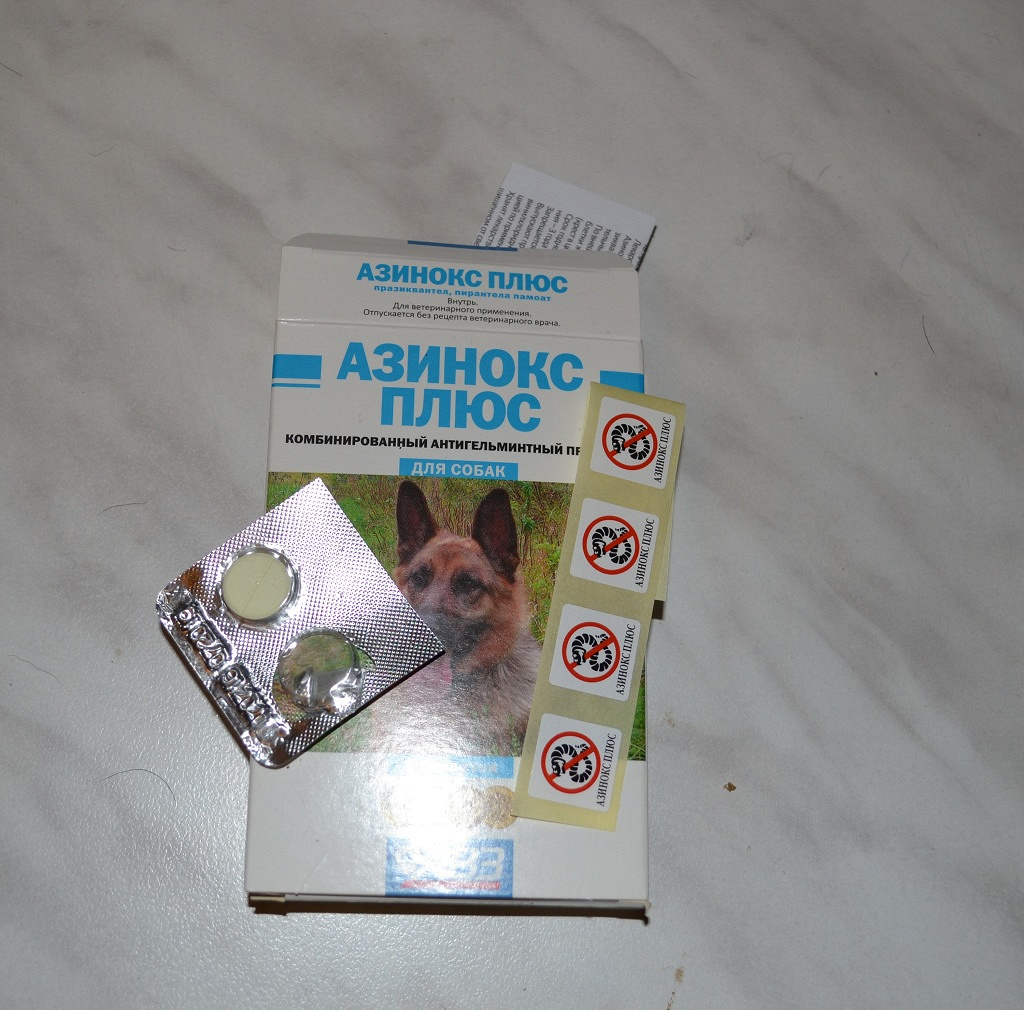 АЗИНОКС ПЛЮС
празиквантел, пирантела памоат
Внутрь.
Для ветеринарного применения.
Отпускается без рецепта ветеринарного врача.
АЗИНОКС
ПЛЮС
КОМБИНИРОВАННЫЙ АНТИГЕЛЬМИНТНЫЙ ПР
ДЛЯ СОБАК
АЗИНОКС ПЛЮС
АЗИНОКС ПЛЮС
АЗИНОКС ПЛЮС
АЗИНОКС ПЛЮС